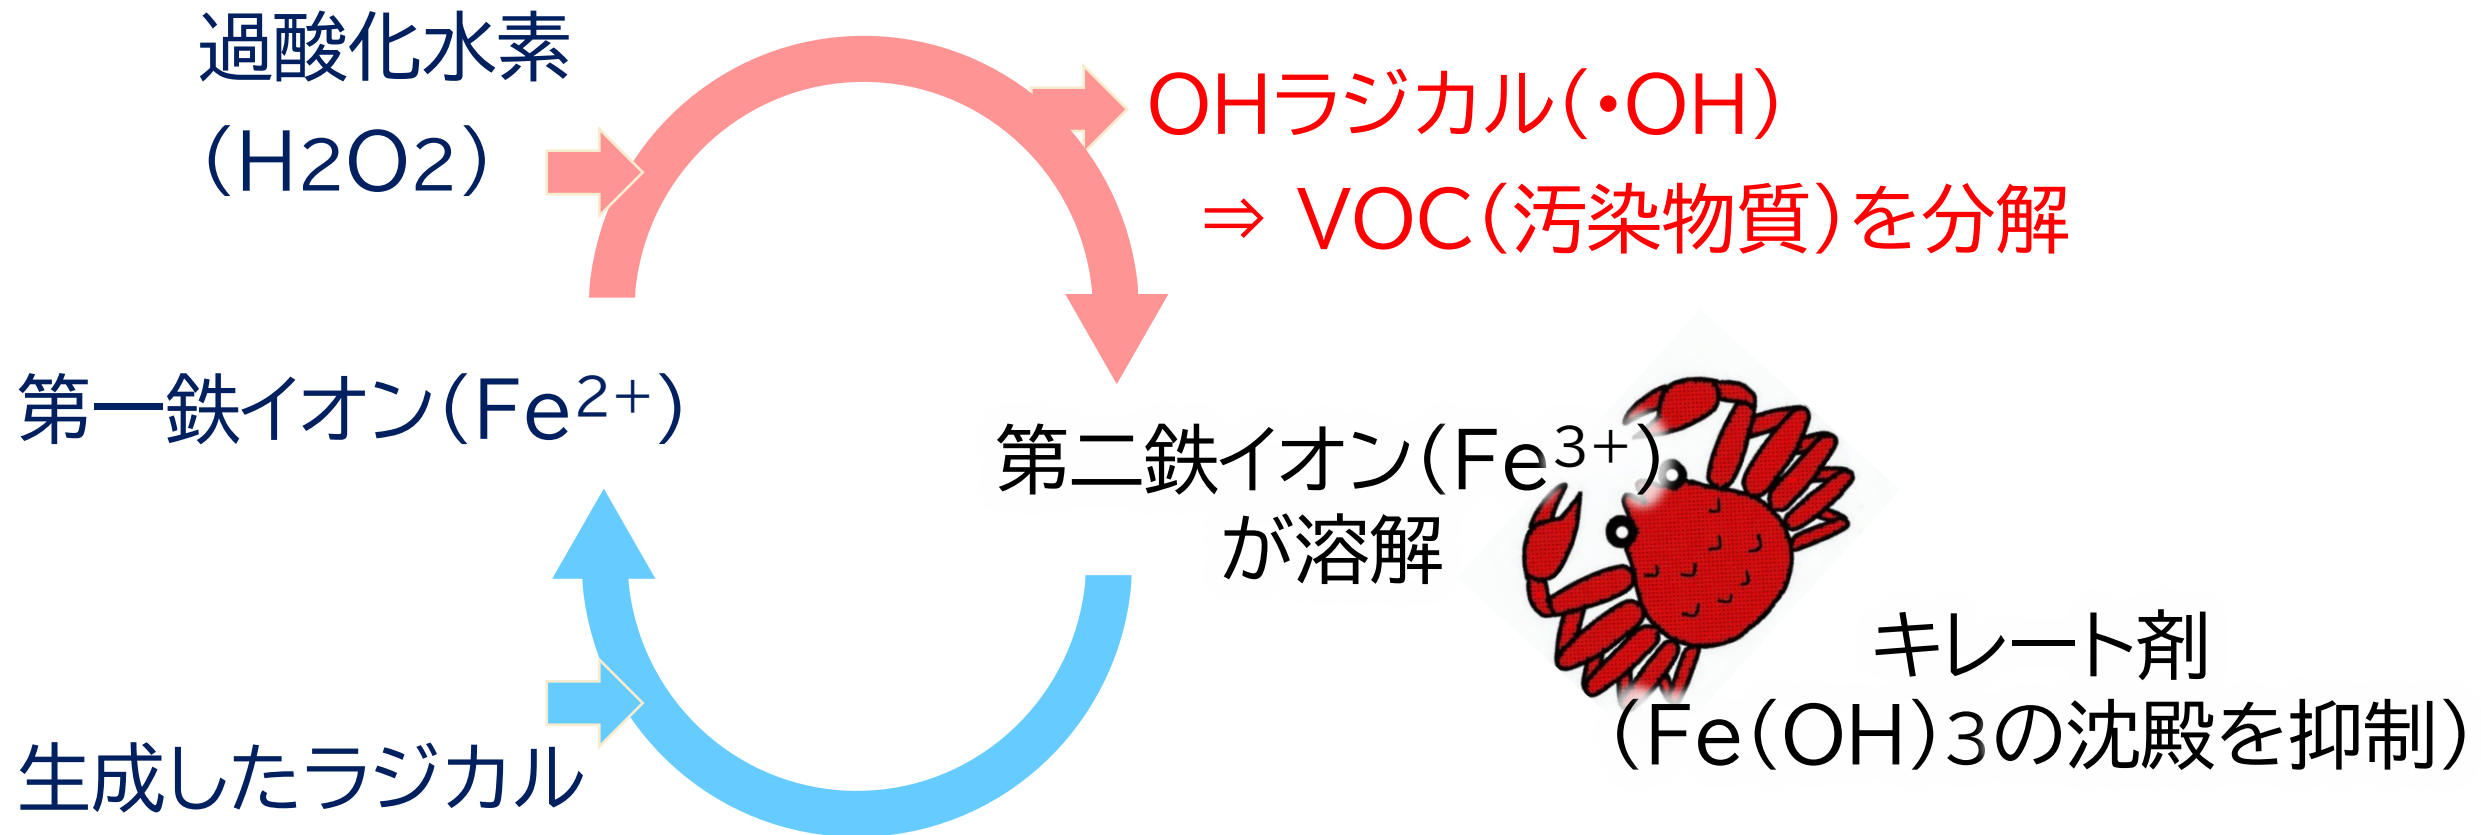 過酸化水素
（H2O2）
OHラジカル（・OH）
⇒ VOC（汚染物質）を分解
第一鉄イオン（Fe²⁺）
第二鉄イオン（Fe³⁺）
が溶解
生成したラジカル
キレート剤
（Fe（OH）3の沈殿を抑制）